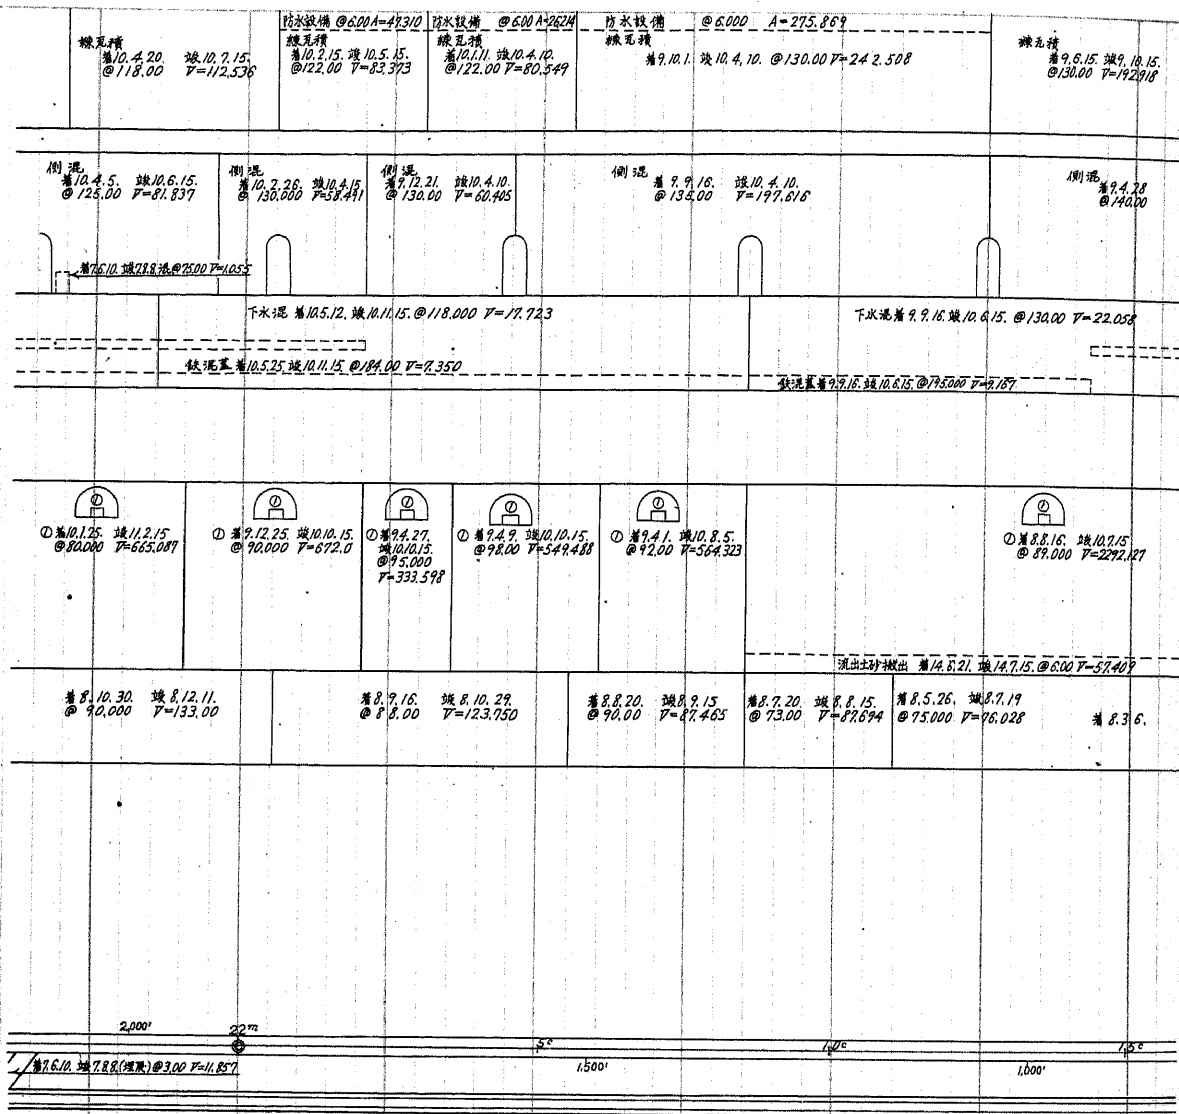 防水設備 @6.00 A=47.310
防水設備 @6.00 A=26.214
防水設備 @6.000 A=275.869
練瓦積
着10.4.20. 竣10.7.15.
@118.00 V=112.536
練瓦積
着10.2.15. 竣10.5.15.
@122.00 V=83.373
練瓦積
着10.1.11. 竣10.4.10.
@122.00 V=80.549
練瓦積
着9.10.1. 竣10.4.10. @130.00 V=242.508
練瓦積
着9.6.15. 竣9.10.15.
@130.00 V=192.918
側混
着10.4.5. 竣10.6.15.
@125.00 V=81.837
側混
着10.2.26. 竣10.4.15.
@130.000 V=58.491
側混
着9.12.21. 竣10.4.10.
@130.00 V=60.405
側混
着9.9.16. 竣10.4.10.
@135.00 V=197.616
側混
着9.4.28
@140.00
着7.6.10. 竣7.8.8. @75.00 V=1.055
下水混 着10.5.12. 竣10.11.15. @118.000 V=17.723
下水混 着9.9.16. 竣10.6.15. @130.00 V=22.058
鉄混蓋 着10.5.25. 竣10.11.15 @184.00 V=7.350
鉄混蓋 着9.9.16. 竣10.6.15. @195.000 V=9.167
①
①
①
①
①
①
① 着10.1.25. 竣11.2.15
@80.000 V=665.087
① 着9.12.25. 竣10.10.15.
@90.000 V=672.0
① 着9.4.27.
竣10.10.15.
@95.000
V=333.598
① 着9.4.9. 竣10.10.15.
@98.00 V=549.488
① 着9.4.1. 竣10.8.5.
@92.00 V=564.323
① 着8.8.16. 竣10.7.15
@89.000 V=2292.127
流出土砂搬出 着14.6.21. 竣14.7.15. @6.00 V=57.409
着8.10.30. 竣8.12.11.
@90.000 V=133.00
着8.9.16. 竣8.10.29.
@88.00 V=123.750
着8.8.20. 竣8.9.15
@90.00 V=87.465
着8.7.20. 竣8.8.15.
@73.00 V=87.694
着8.5.26. 竣8.7.19
@75.000 V=76.028
着8.3.6.
2,000'
22m
5c
10c
15c
着7.6.10. 竣7.8.8.(埋戻) @3.00 V=11.857
1,500'
1,000'